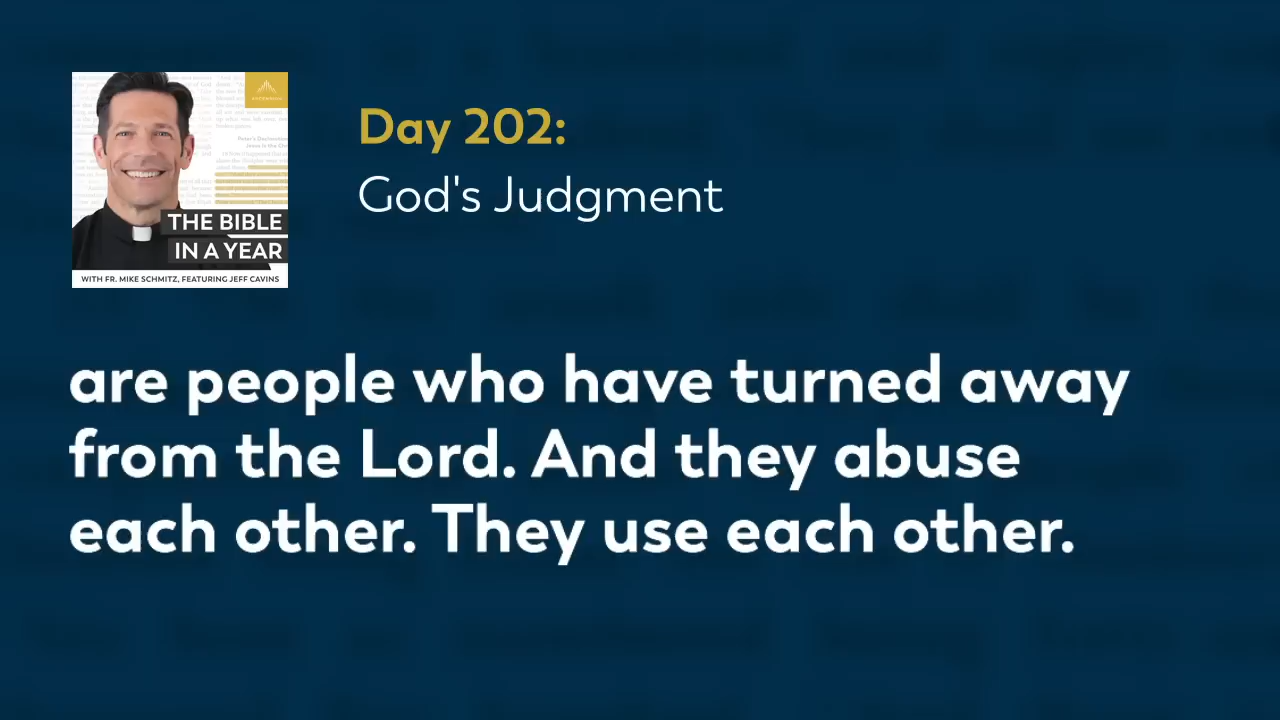 Day 202:
God's Judgment
THE BIBLE
IN A YEAR
WITH FR. MIKE SCHMITZ, FEATURING JEFF CAVINS
are people who have turned away
from the Lord. And they abuse
each other. They use each other.